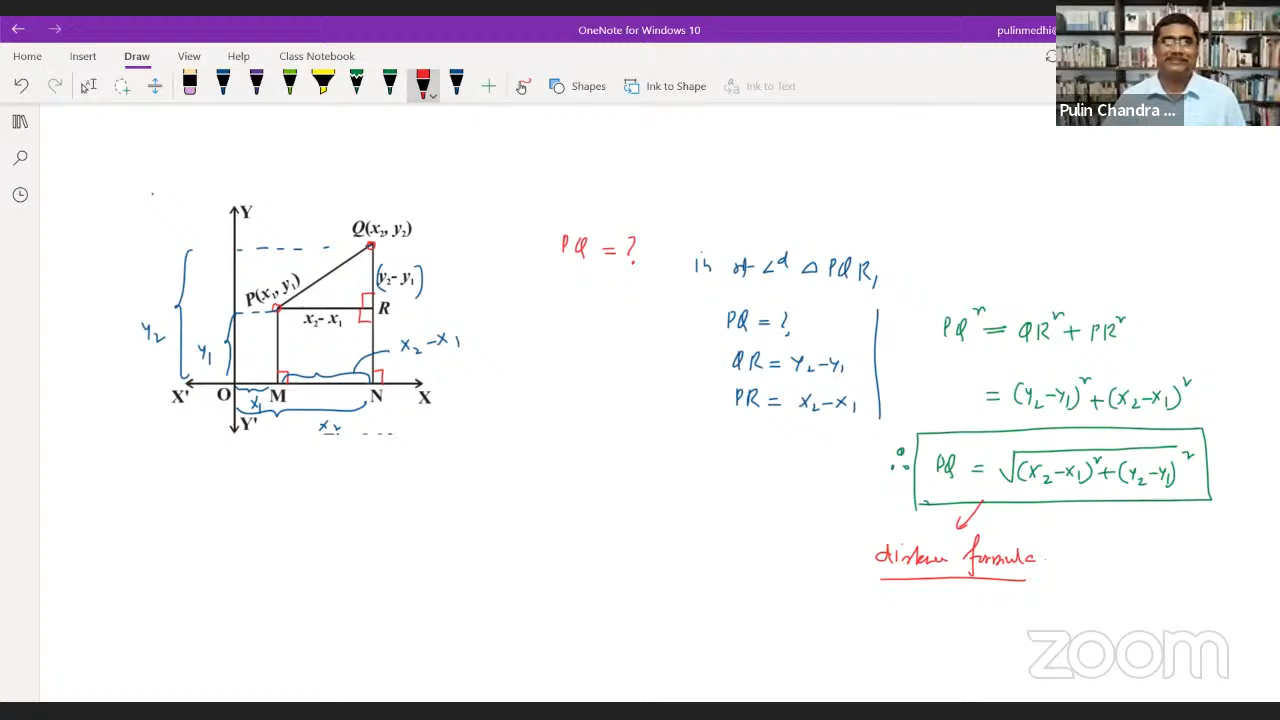 OneNote for Windows 10
pulinmedhi@
Home Insert Draw View Help Class Notebook
Shapes Ink to Shape Ink to Text
Pulin Chandra ...
Y
Q(x₂, y₂)
P(x₁, y₁)
(y₂- y₁)
R
x₂- x₁
y₂
y₁
x₂-x₁
X' O M N X
x₁
Y'
x₂
PQ = ?
in rt ∠d △ PQR,
PQ = ?
QR = y₂-y₁
PR = x₂-x₁
PQ² = QR² + PR²
= (y₂-y₁)² + (x₂-x₁)²
∴ PQ = √(x₂-x₁)²+(y₂-y₁)²
distance formula
zoom